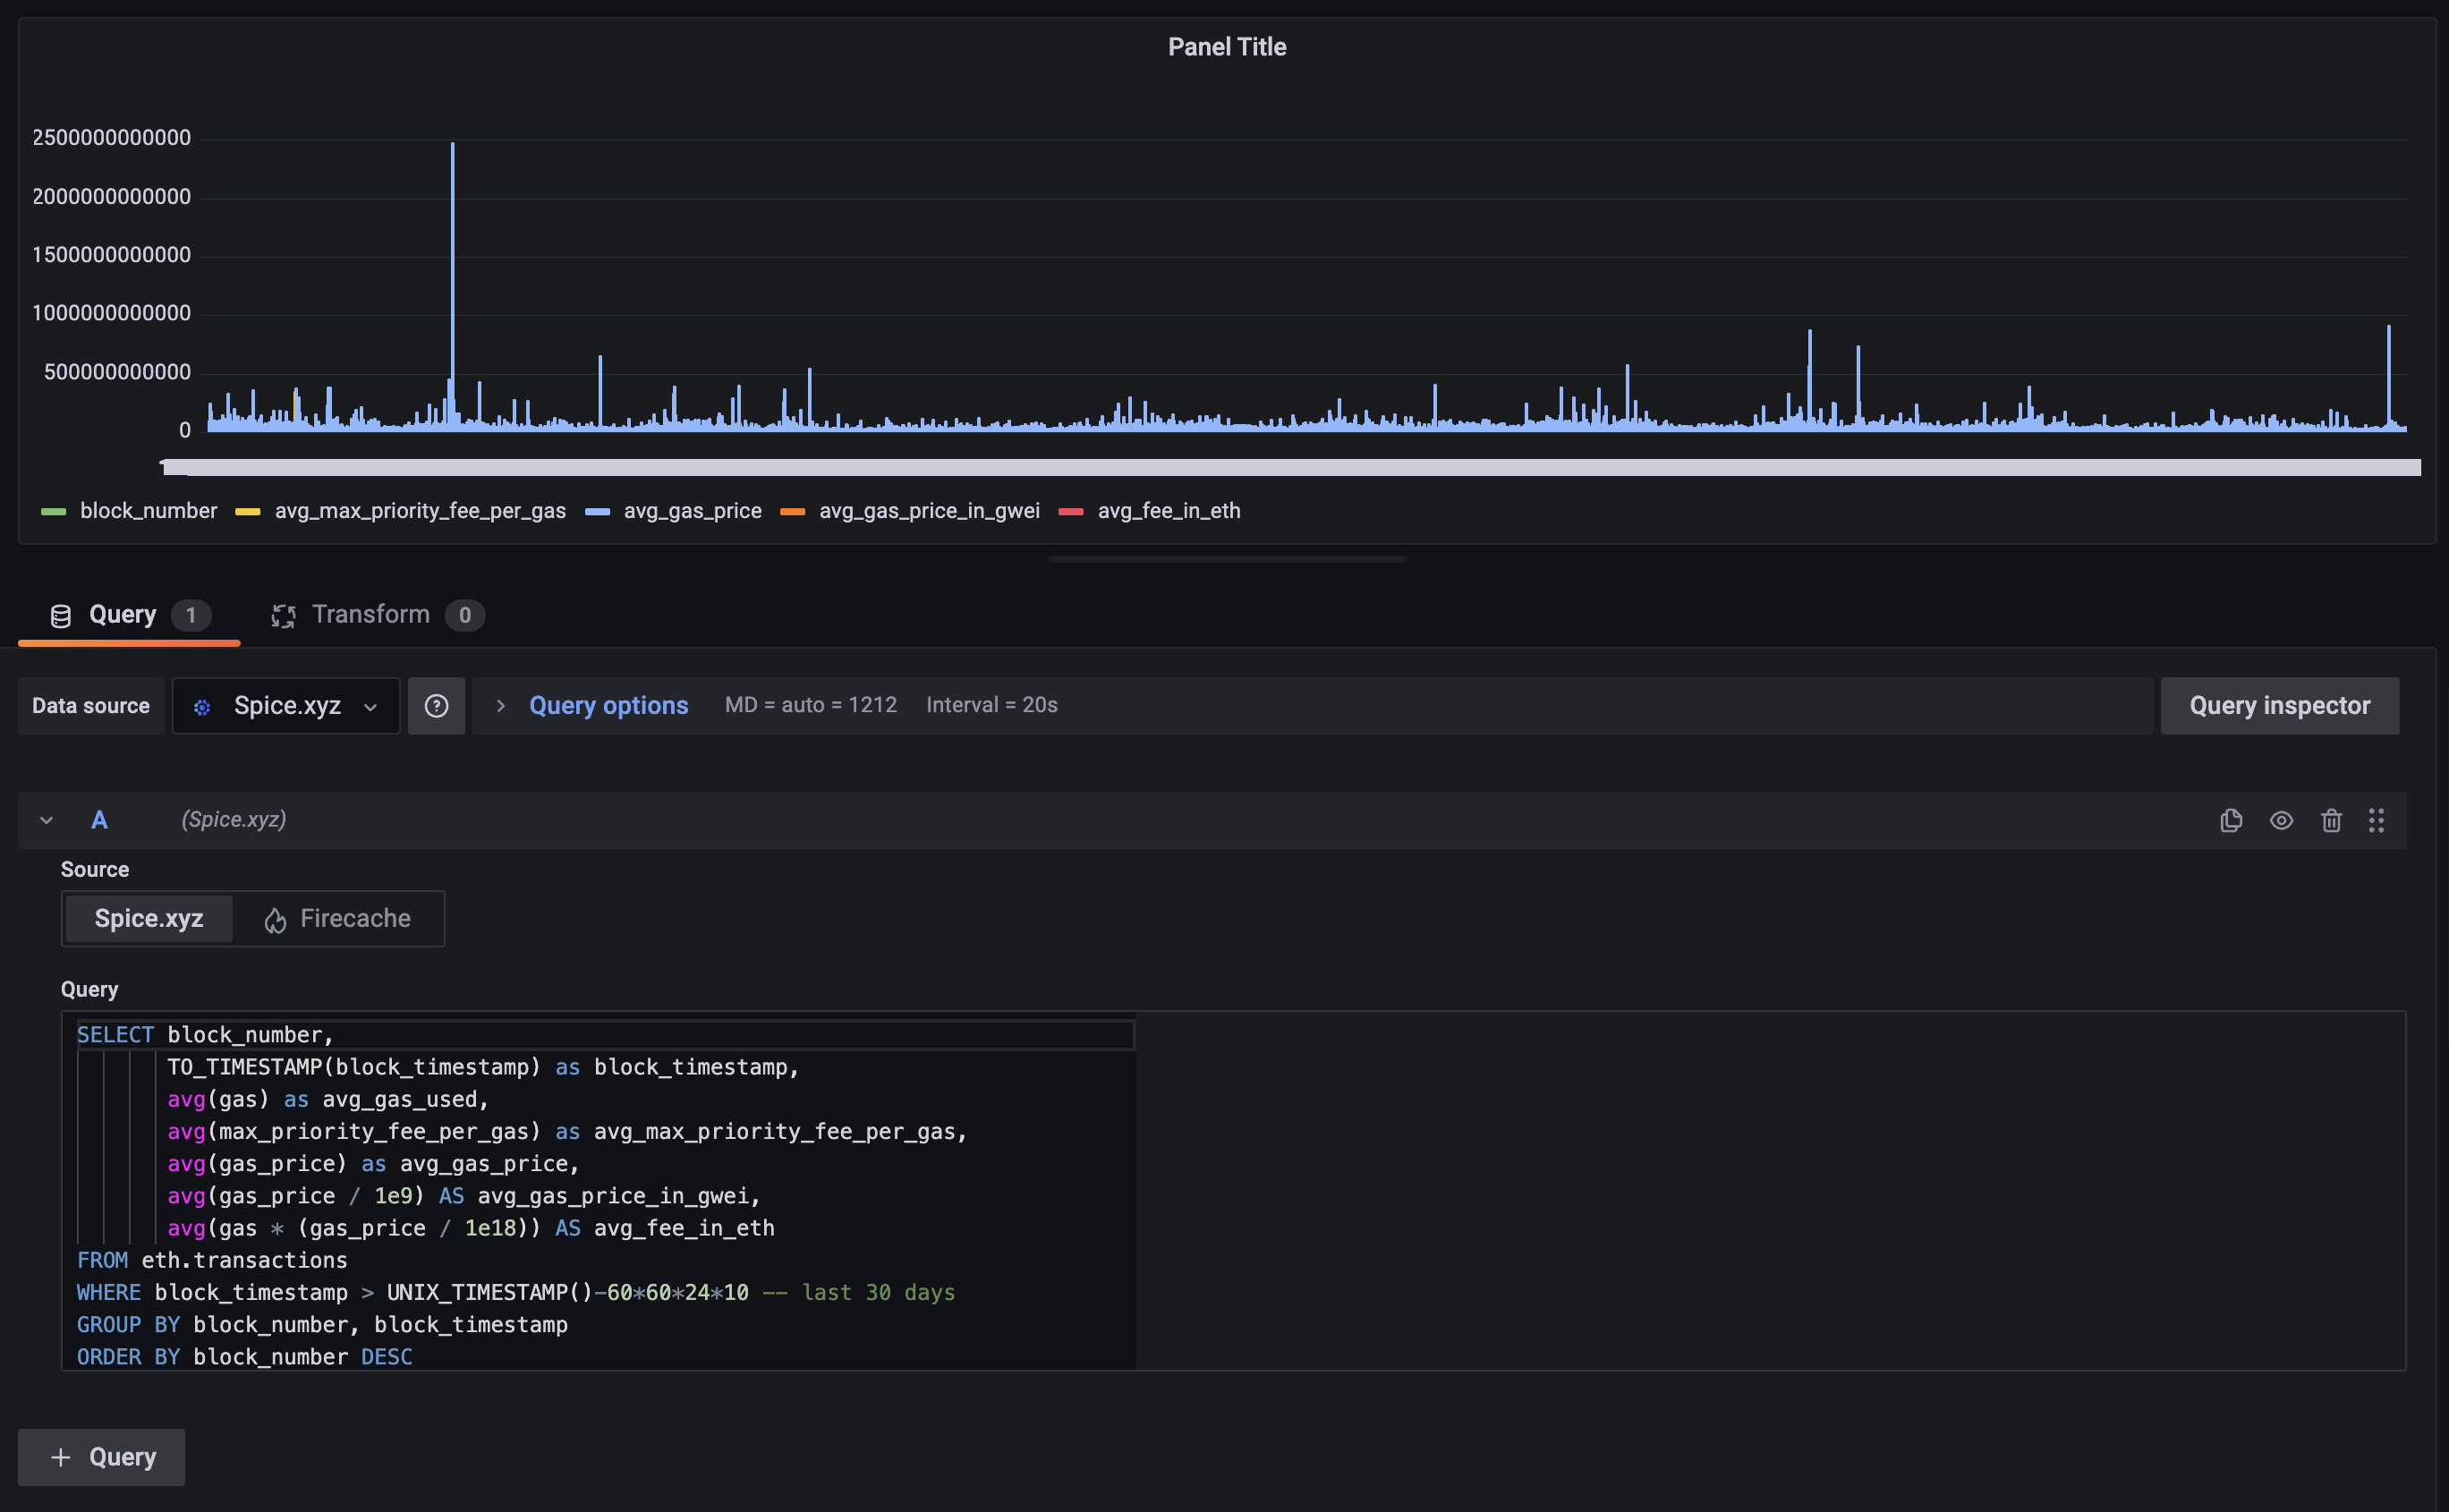 Panel Title
2500000000000
2000000000000
1500000000000
1000000000000
500000000000
0
block_number avg_max_priority_fee_per_gas avg_gas_price avg_gas_price_in_gwei avg_fee_in_eth
Query 1 Transform 0
Data source Spice.xyz Query options MD = auto = 1212 Interval = 20s Query inspector
A (Spice.xyz)
Source
Spice.xyz Firecache
Query
SELECT block_number,
TO_TIMESTAMP(block_timestamp) as block_timestamp,
avg(gas) as avg_gas_used,
avg(max_priority_fee_per_gas) as avg_max_priority_fee_per_gas,
avg(gas_price) as avg_gas_price,
avg(gas_price / 1e9) AS avg_gas_price_in_gwei,
avg(gas * (gas_price / 1e18)) AS avg_fee_in_eth
FROM eth.transactions
WHERE block_timestamp > UNIX_TIMESTAMP()-60*60*24*10 -- last 30 days
GROUP BY block_number, block_timestamp
ORDER BY block_number DESC
+ Query